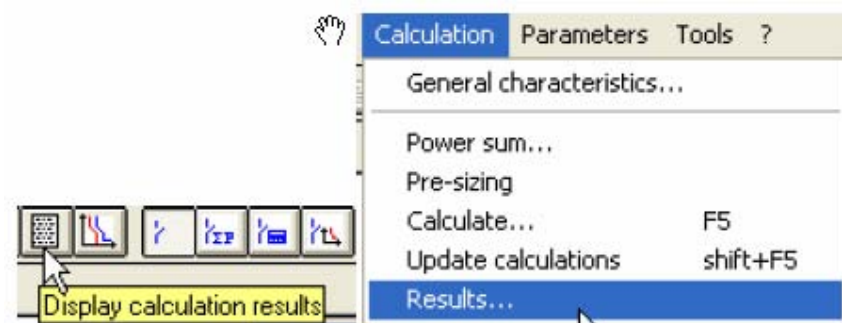 Calculation Parameters Tools ?
General characteristics...
Power sum...
Pre-sizing
Calculate... F5
Update calculations shift+F5
Results...
ΣP
Display calculation results